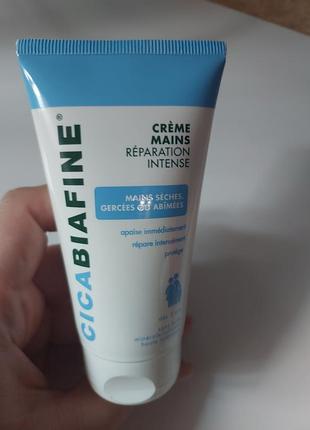 CICABIAFINE®
CRÈME
MAINS
RÉPARATION
INTENSE
MAINS SÈCHES,
GERCÉES OU ABÎMÉES
apaise immédiatement
répare intensément
protège